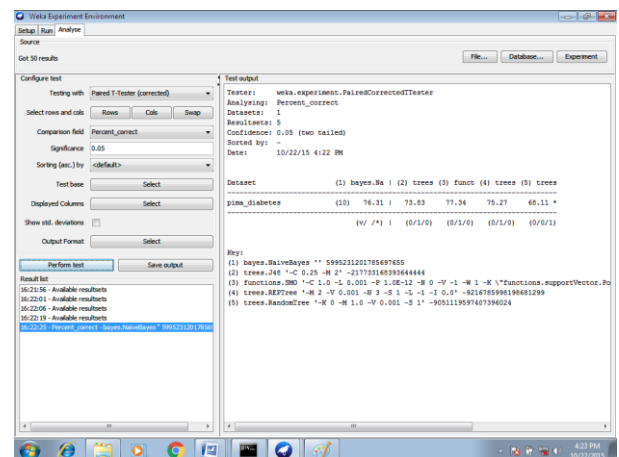 Weka Experiment Environment
Setup Run Analyse
Source
Got 50 results
File... Database... Experiment
Configure test
Testing with Paired T-Tester (corrected)
Select rows and cols Rows Cols Swap
Comparison field Percent_correct
Significance 0.05
Sorting (asc.) by <default>
Test base Select
Displayed Columns Select
Show std. deviations
Output Format Select
Perform test Save output
Result list
16:21:56 - Available resultsets
16:22:01 - Available resultsets
16:22:06 - Available resultsets
16:22:19 - Available resultsets
16:22:25 - Percent_correct - bayes.NaiveBayes '' 59952312017856
Test output
Tester: weka.experiment.PairedCorrectedTTester
Analysing: Percent_correct
Datasets: 1
Resultsets: 5
Confidence: 0.05 (two tailed)
Sorted by: -
Date: 10/22/15 4:22 PM
Dataset (1) bayes.Na | (2) trees (3) funct (4) trees (5) trees
pima_diabetes (10) 76.31 | 73.83 77.34 75.27 68.11 *
(v/ /*) | (0/1/0) (0/1/0) (0/1/0) (0/0/1)
Key:
(1) bayes.NaiveBayes '' 5995231201785697655
(2) trees.J48 '-C 0.25 -M 2' -217733168393644444
(3) functions.SMO '-C 1.0 -L 0.001 -P 1.0E-12 -N 0 -V -1 -W 1 -K \"functions.supportVector.Po
(4) trees.REPTree '-M 2 -V 0.001 -N 3 -S 1 -L -1 -I 0.0' -9216785998198681299
(5) trees.RandomTree '-K 0 -M 1.0 -V 0.001 -S 1' -9051119597407396024
4:23 PM
10/22/2015